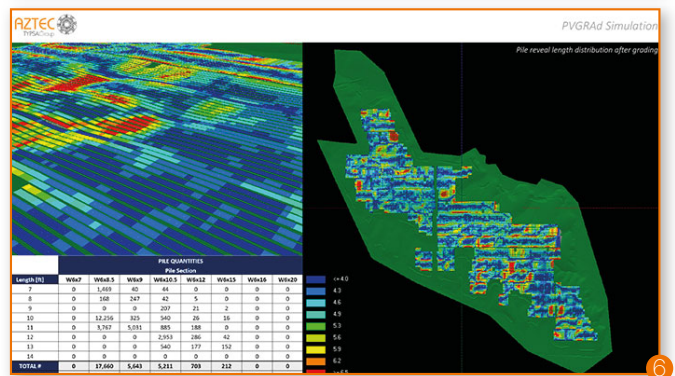 AZTEC
TYPSA Group
PVGRAd Simulation
Pile reveal length distribution after grading
PILE QUANTITIES
Pile Section
Length [ft] W6x7 W6x8.5 W6x9 W6x10.5 W6x12 W6x15 W6x16 W6x20
7 0 1,469 40 44 0 0 0 0
8 0 168 247 42 5 0 0 0
9 0 0 0 207 21 2 0 0
10 0 12,256 325 540 26 16 0 0
11 0 3,767 5,031 885 188 0 0 0
12 0 0 0 2,953 286 42 0 0
13 0 0 0 540 177 152 0 0
14 0 0 0 0 0 0 0 0
TOTAL # 0 17,660 5,643 5,211 703 212 0 0
<=4.0
4.3
4.6
4.9
5.3
5.6
5.9
6.2
>=6.5
6